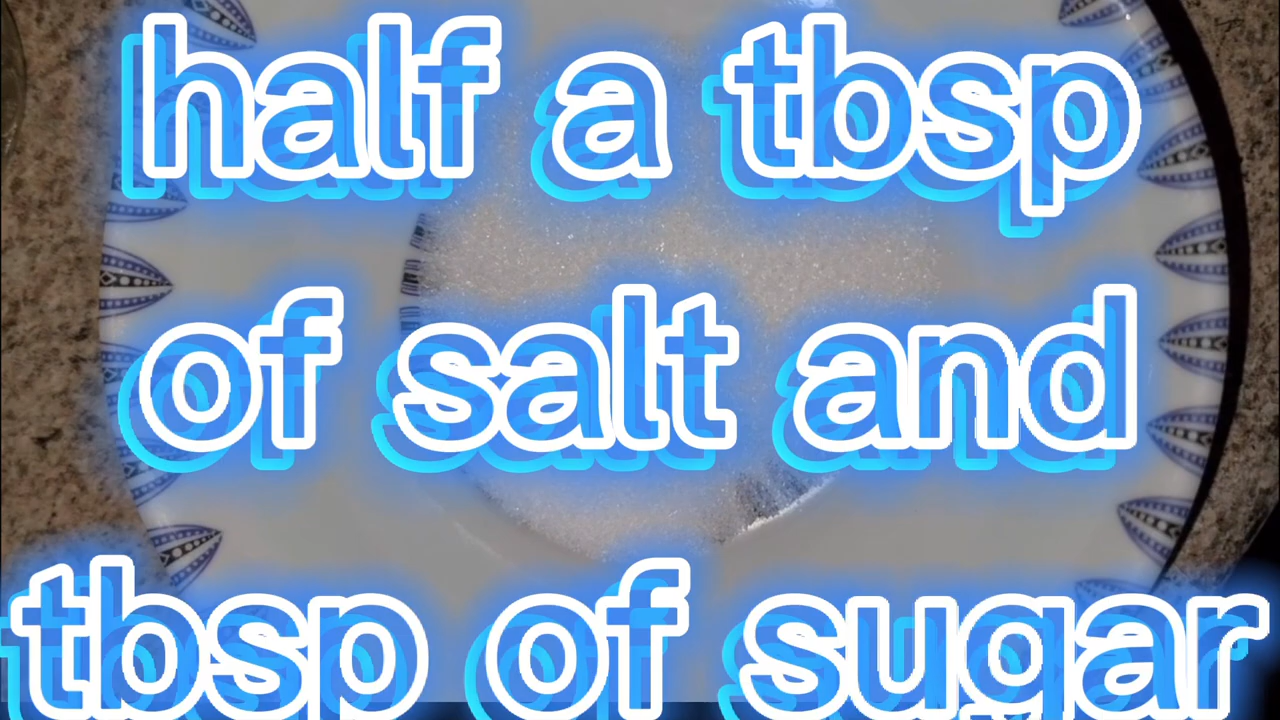 half a tbsp
of salt and
tbsp of sugar